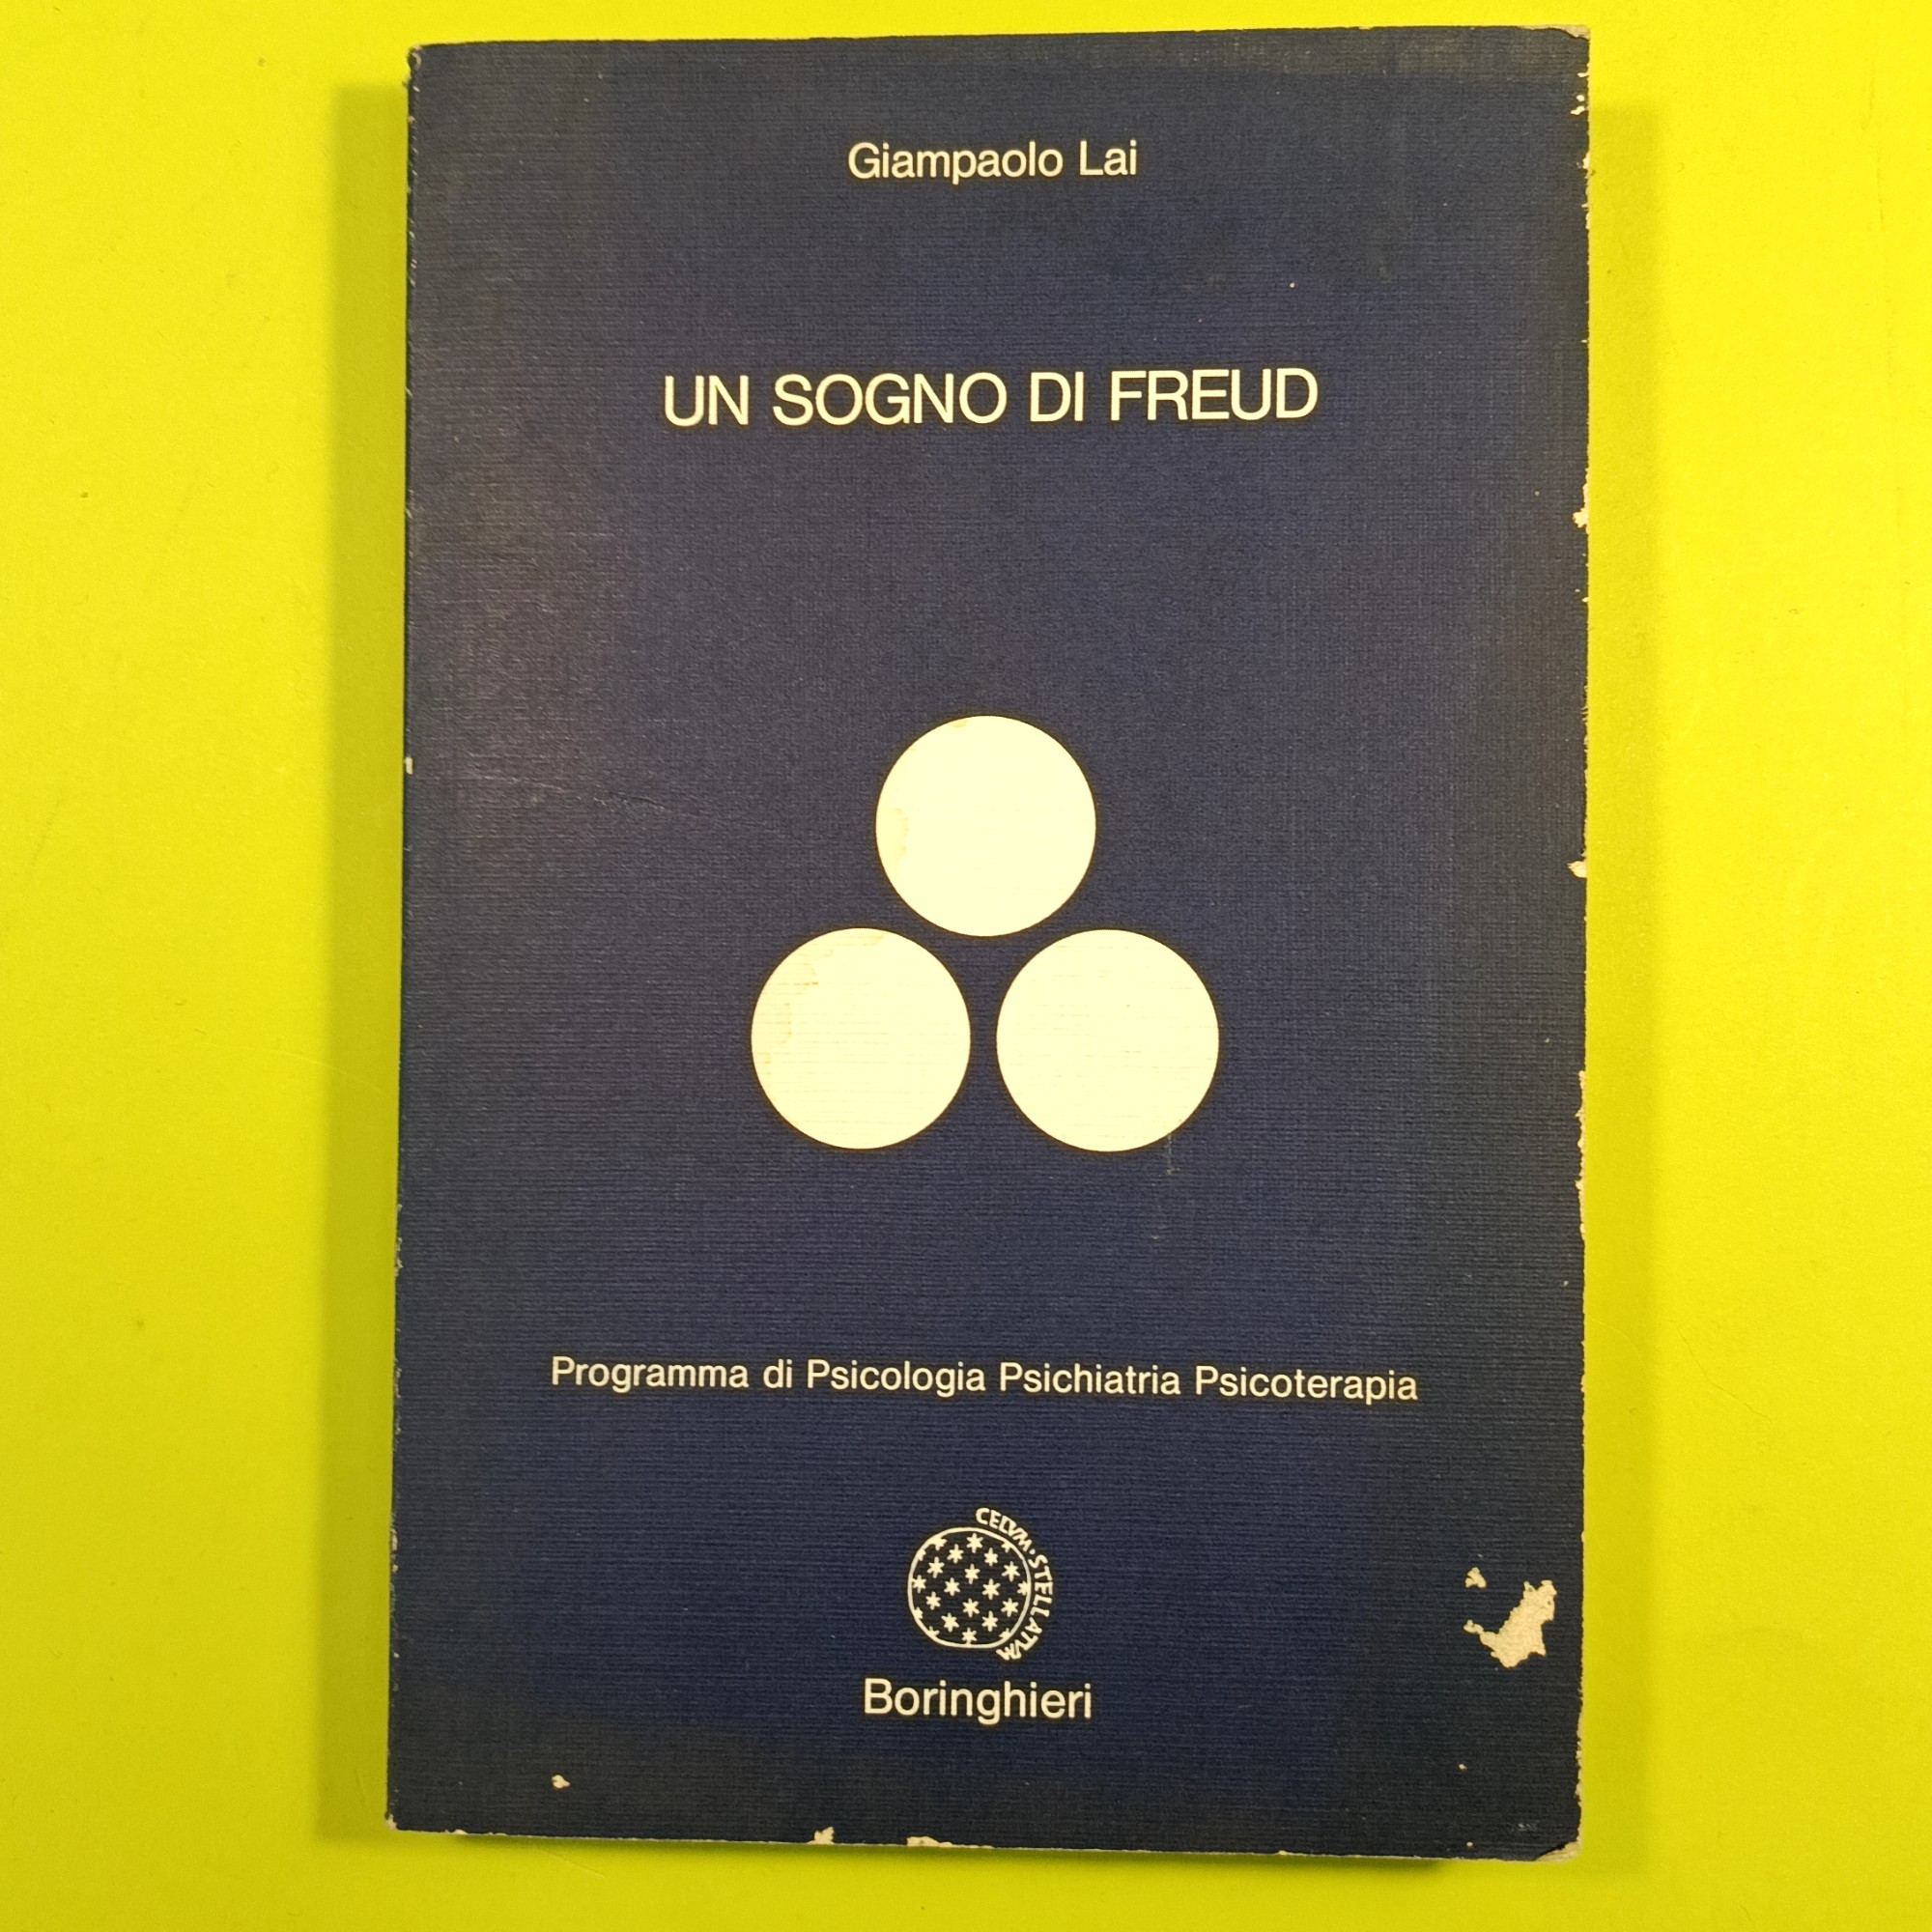 Giampaolo Lai
UN SOGNO DI FREUD
Programma di Psicologia Psichiatria Psicoterapia
CELVM · STELLATVM
Boringhieri